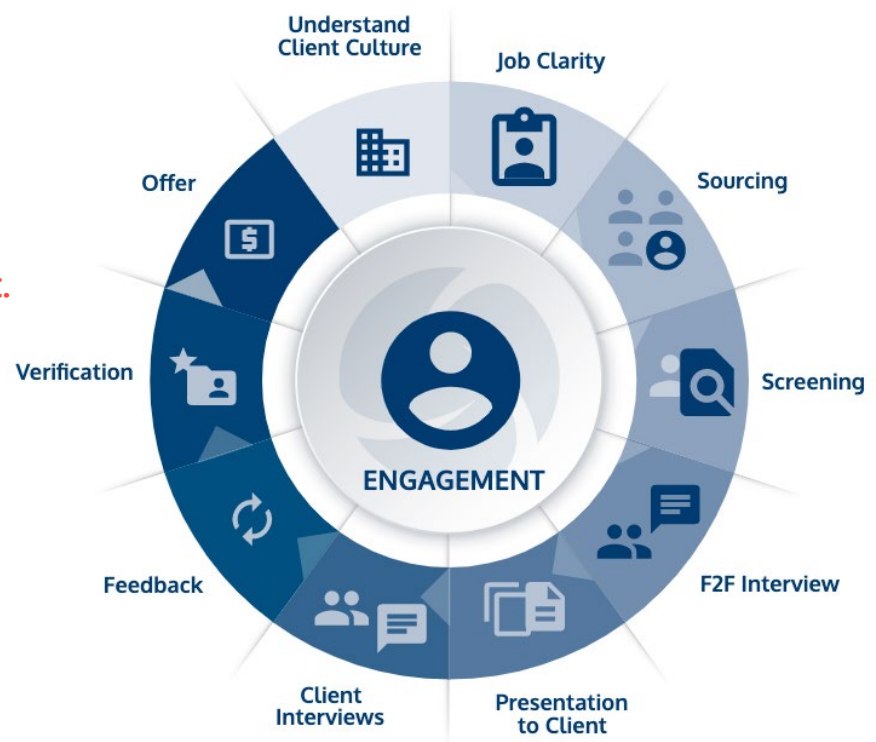 Understand
Client Culture
Job Clarity
Sourcing
Screening
F2F Interview
Presentation
to Client
Client
Interviews
Feedback
Verification
Offer
$
ENGAGEMENT